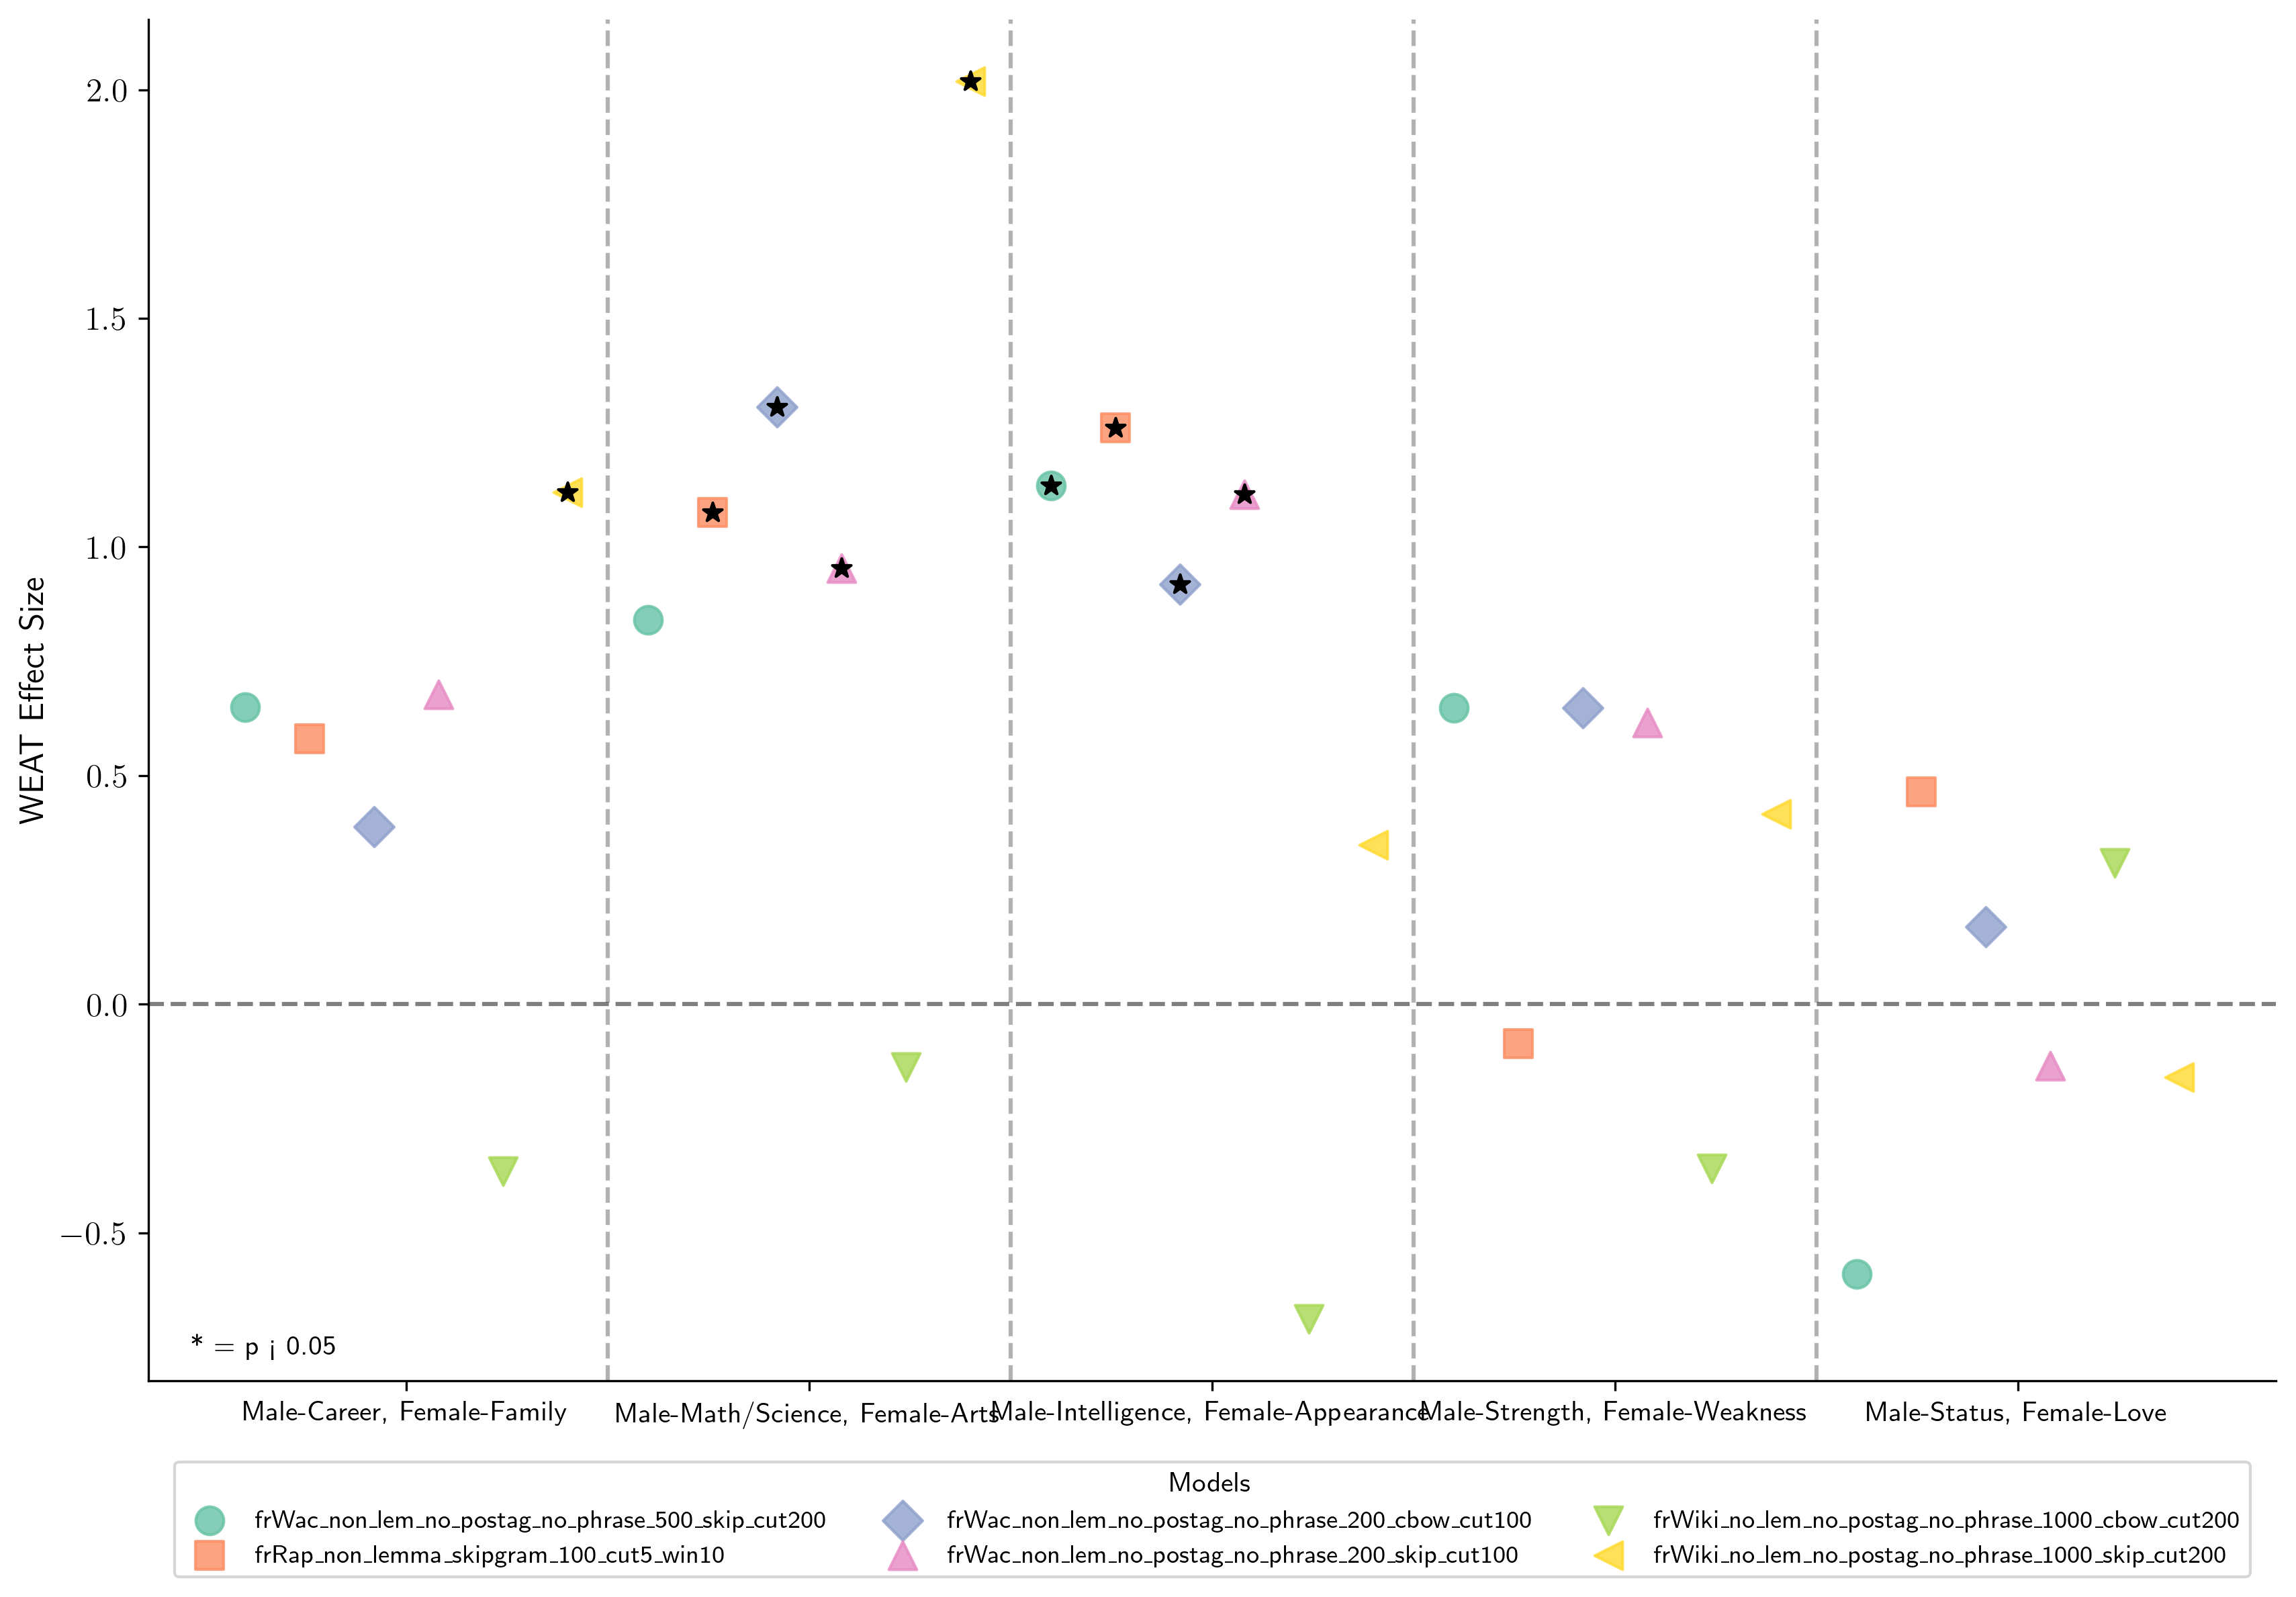 WEAT Effect Size
2.0
1.5
1.0
0.5
0.0
−0.5
* = p ¡ 0.05
Male-Career, Female-Family
Male-Math/Science, Female-Arts
Male-Intelligence, Female-Appearance
Male-Strength, Female-Weakness
Male-Status, Female-Love
Models
frWac_non_lem_no_postag_no_phrase_500_skip_cut200
frRap_non_lemma_skipgram_100_cut5_win10
frWac_non_lem_no_postag_no_phrase_200_cbow_cut100
frWac_non_lem_no_postag_no_phrase_200_skip_cut100
frWiki_no_lem_no_postag_no_phrase_1000_cbow_cut200
frWiki_no_lem_no_postag_no_phrase_1000_skip_cut200